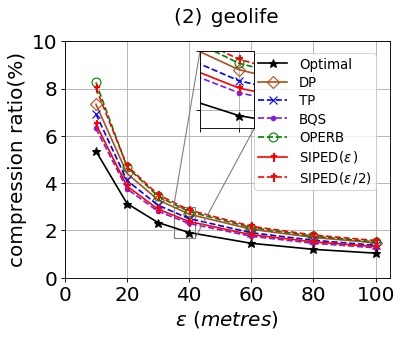 (2) geolife
compression ratio(%)
10
8
6
4
2
0
Optimal
DP
TP
BQS
OPERB
SIPED(ε)
SIPED(ε/2)
0 20 40 60 80 100
ε (metres)